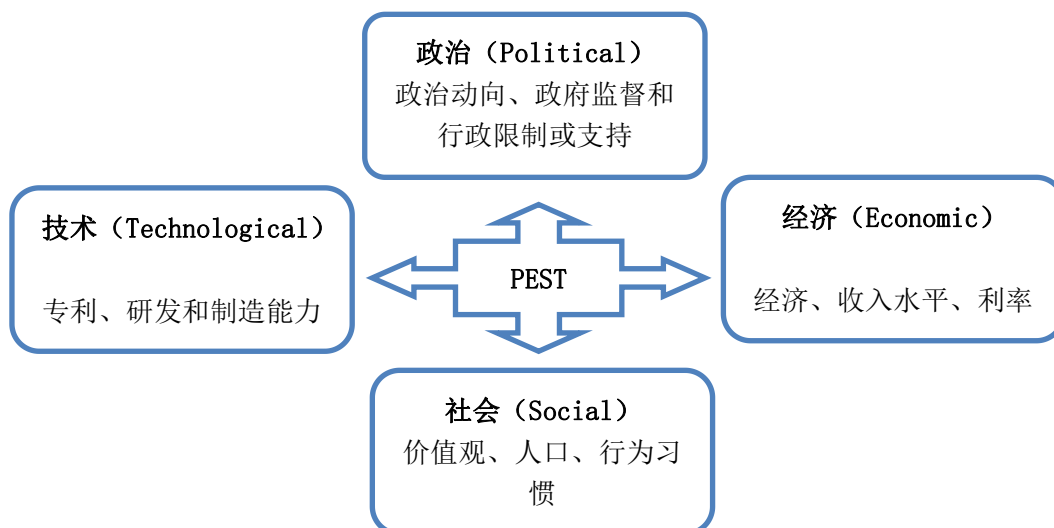 政治（Political）
政治动向、政府监督和
行政限制或支持
技术（Technological）
专利、研发和制造能力
PEST
经济（Economic）
经济、收入水平、利率
社会（Social）
价值观、人口、行为习
惯